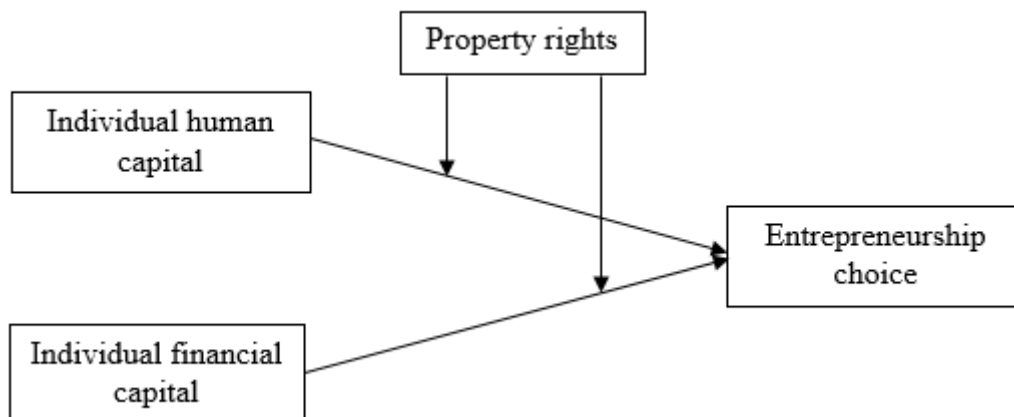 Property rights
Individual human
capital
Entrepreneurship
choice
Individual financial
capital